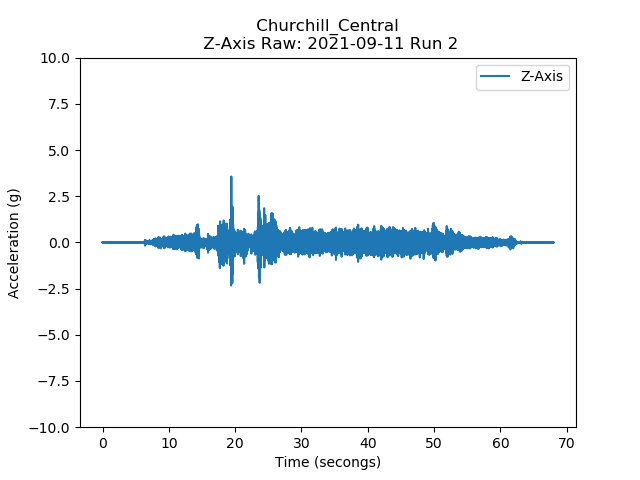 Churchill_Central
Z-Axis Raw: 2021-09-11 Run 2
10.0
7.5
5.0
2.5
0.0
−2.5
−5.0
−7.5
−10.0
Acceleration (g)
Z-Axis
0 10 20 30 40 50 60 70
Time (secongs)